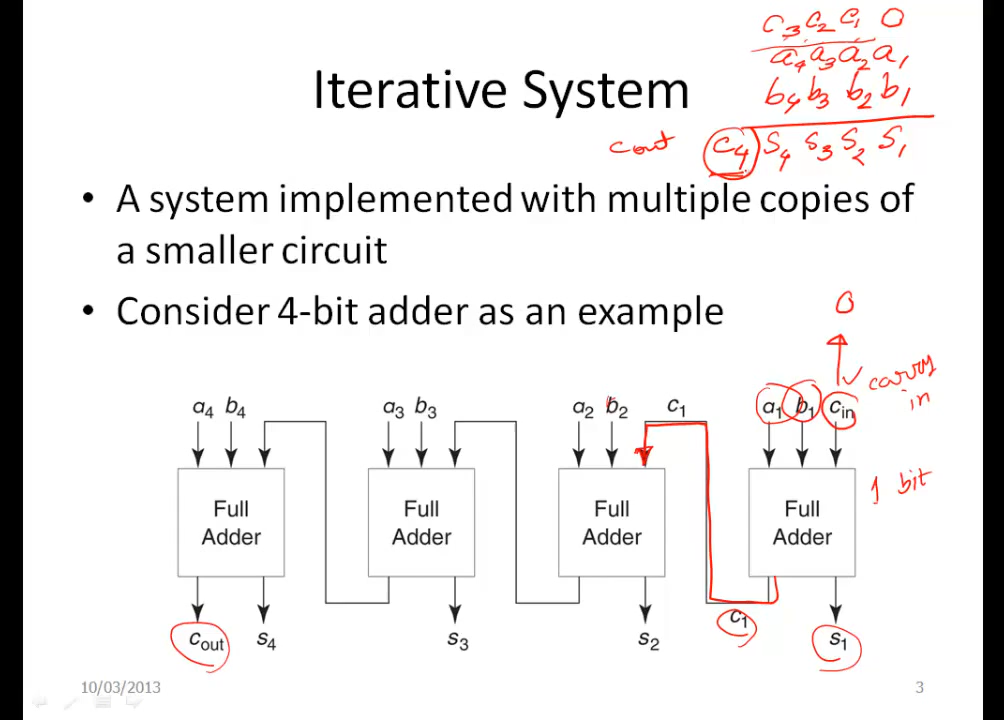 c3 c2 c1 0
a4 a3 a2 a1
Iterative System
b4 b3 b2 b1
cout c4 s4 s3 s2 s1
• A system implemented with multiple copies of
a smaller circuit
• Consider 4-bit adder as an example
0
carry
in
a4 b4 a3 b3 a2 b2 c1 a1 b1 cin
1 bit
Full Full Full Full
Adder Adder Adder Adder
c1
cout s4 s3 s2 s1
10/03/2013 3